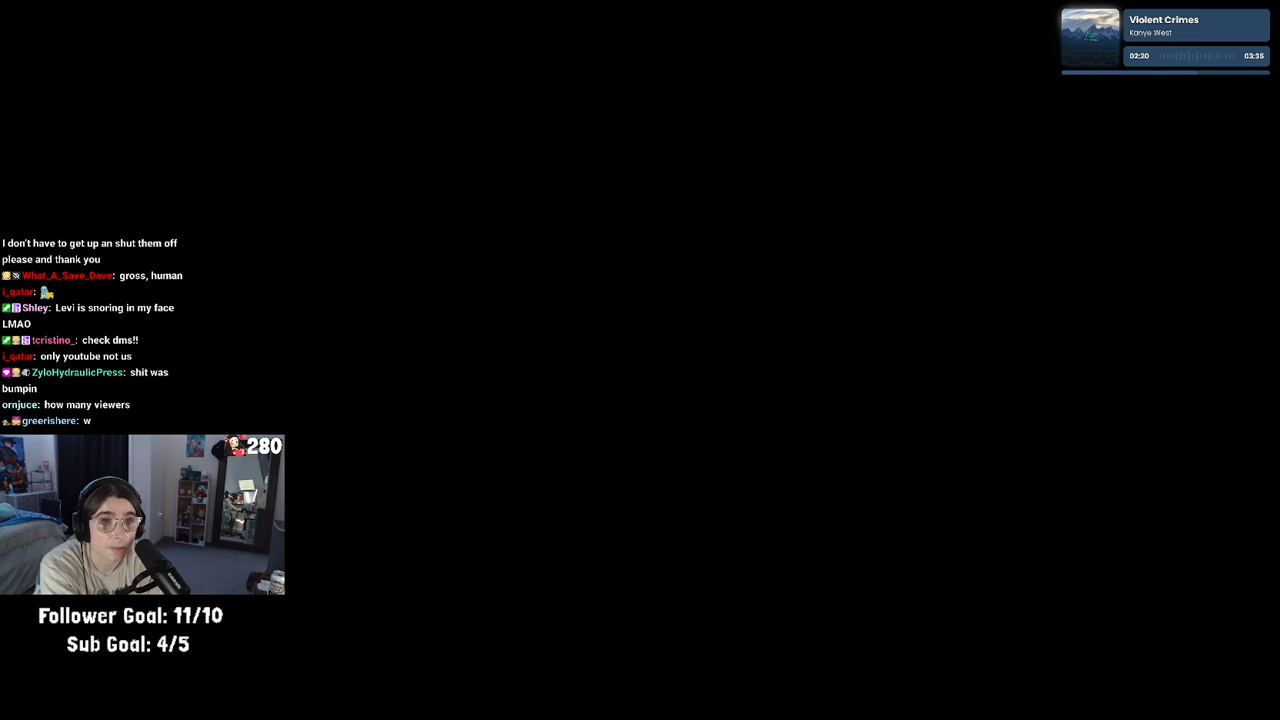 Violent Crimes
Kanye West
02:20
03:35
I don't have to get up an shut them off
please and thank you
What_A_Save_Dave: gross, human
i_qatar:
Shley: Levi is snoring in my face
LMAO
tcristino_: check dms!!
i_qatar: only youtube not us
ZyloHydraulicPress: shit was
bumpin
ornjuce: how many viewers
greerishere: w
280
Follower Goal: 11/10
Sub Goal: 4/5